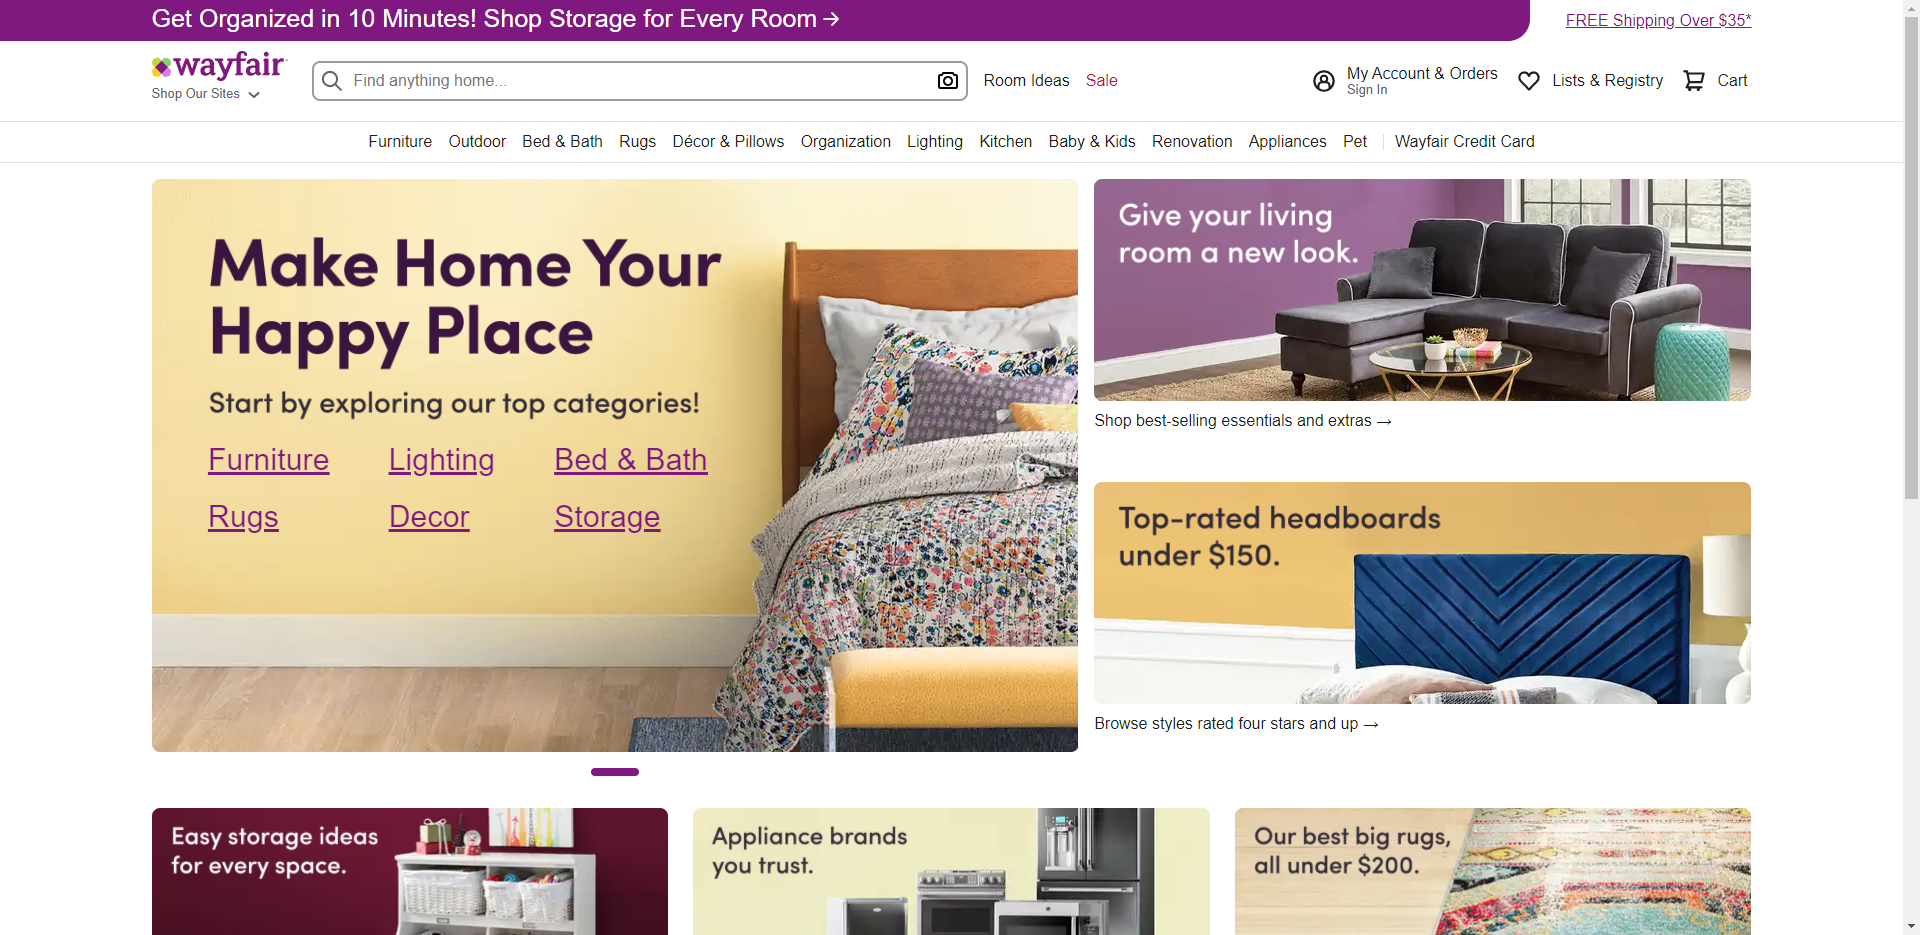 Get Organized in 10 Minutes! Shop Storage for Every Room →
FREE Shipping Over $35*
wayfair
Shop Our Sites
Find anything home...
Room Ideas
Sale
My Account & Orders
Sign In
Lists & Registry
Cart
Furniture Outdoor Bed & Bath Rugs Décor & Pillows Organization Lighting Kitchen Baby & Kids Renovation Appliances Pet Wayfair Credit Card
Make Home Your
Happy Place
Start by exploring our top categories!
Furniture Lighting Bed & Bath
Rugs Decor Storage
Give your living
room a new look.
Shop best-selling essentials and extras →
Top-rated headboards
under $150.
Browse styles rated four stars and up →
Easy storage ideas
for every space.
Appliance brands
you trust.
Our best big rugs,
all under $200.